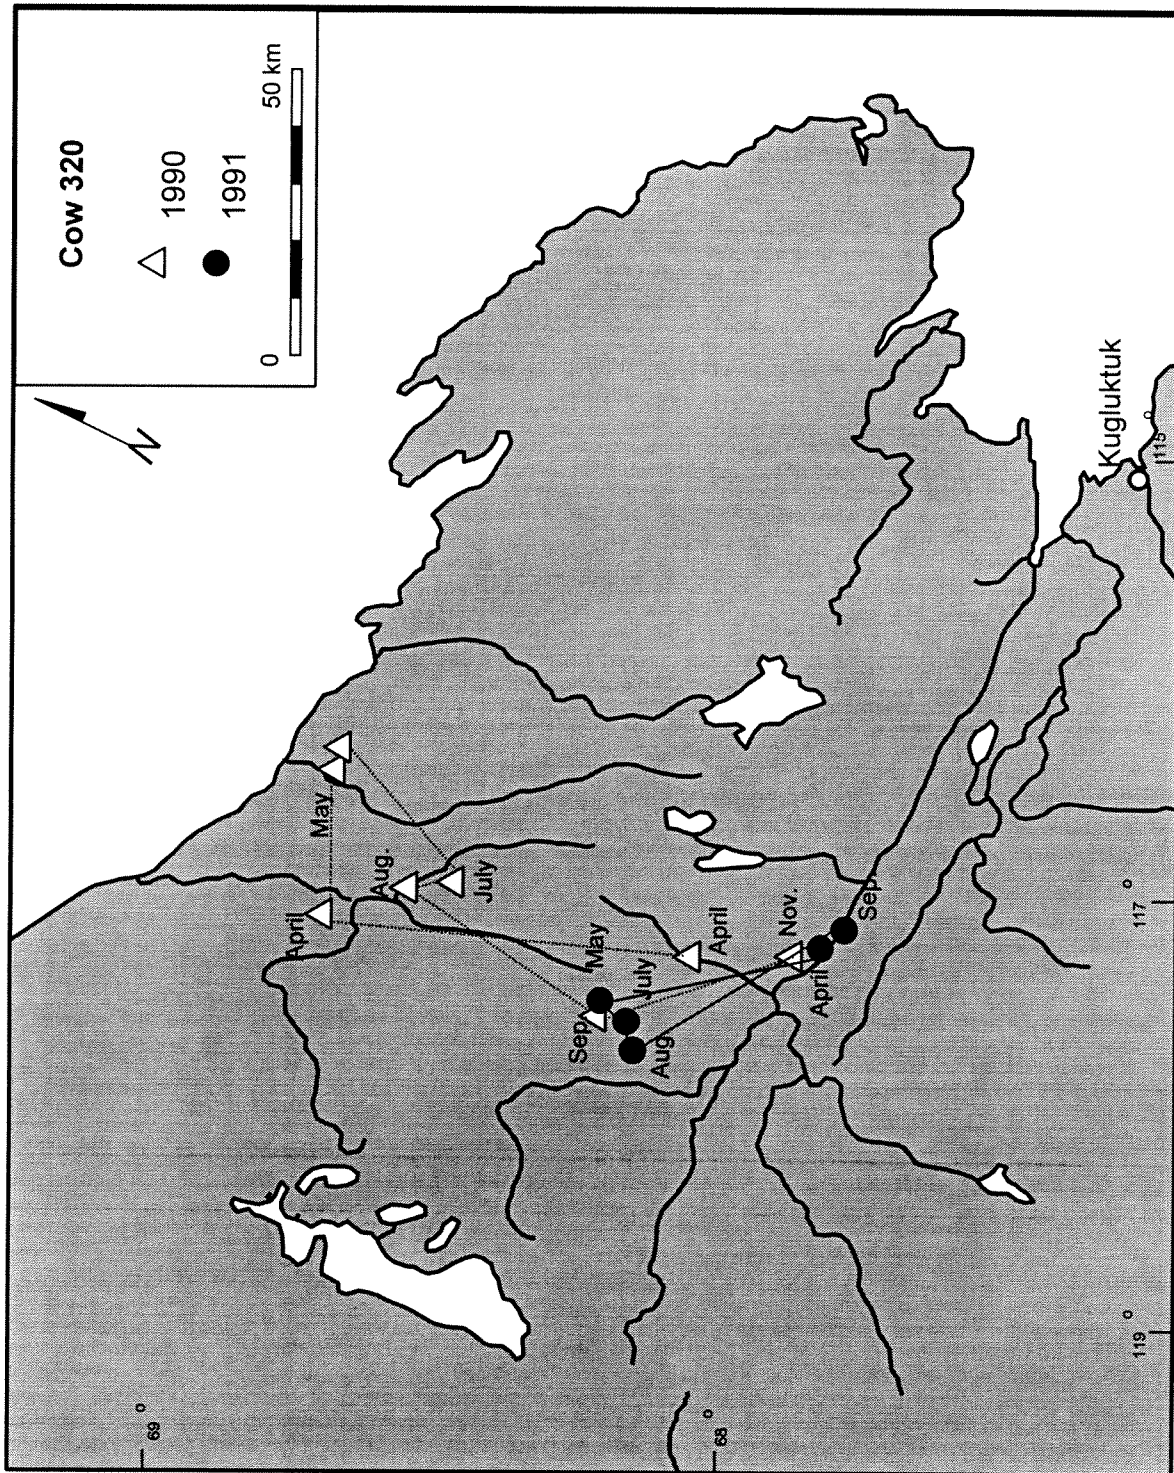 Cow 320
1990
1991
0
50 km
N
May
April
Aug.
July
May
April
Nov.
Sep.
July
Sep
Aug
April
Kugluktuk
115°
117°
119°
69°
68°